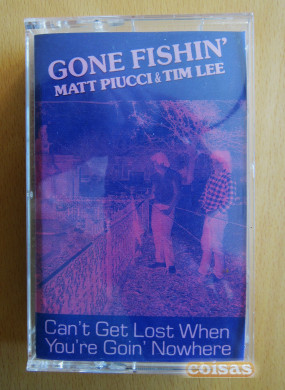 GONE FISHIN'
MATT PIUCCI & TIM LEE
Can't Get Lost When
You're Goin' Nowhere
coisas